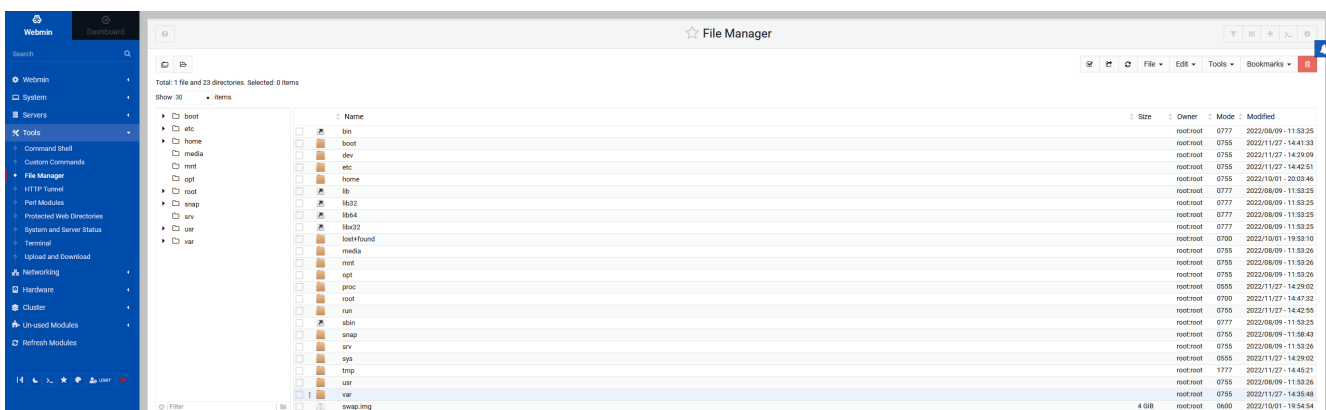 Webmin
Dashboard
Search
Webmin
System
Servers
Tools
Command Shell
Custom Commands
File Manager
HTTP Tunnel
Perl Modules
Protected Web Directories
System and Server Status
Terminal
Upload and Download
Networking
Hardware
Cluster
Un-used Modules
Refresh Modules
user
File Manager
File Edit Tools Bookmarks
Total: 1 file and 23 directories. Selected: 0 items
Show 30 items
boot
etc
home
media
mnt
opt
root
snap
srv
usr
var
Filter
Name Size Owner Mode Modified
bin root:root 0777 2022/08/09 - 11:53:25
boot root:root 0755 2022/11/27 - 14:41:33
dev root:root 0755 2022/11/27 - 14:29:09
etc root:root 0755 2022/11/27 - 14:42:51
home root:root 0755 2022/10/01 - 20:03:46
lib root:root 0777 2022/08/09 - 11:53:25
lib32 root:root 0777 2022/08/09 - 11:53:25
lib64 root:root 0777 2022/08/09 - 11:53:25
libx32 root:root 0777 2022/08/09 - 11:53:25
lost+found root:root 0700 2022/10/01 - 19:53:10
media root:root 0755 2022/08/09 - 11:53:26
mnt root:root 0755 2022/08/09 - 11:53:26
opt root:root 0755 2022/08/09 - 11:53:26
proc root:root 0555 2022/11/27 - 14:29:02
root root:root 0700 2022/11/27 - 14:47:32
run root:root 0755 2022/11/27 - 14:42:55
sbin root:root 0777 2022/08/09 - 11:53:25
snap root:root 0755 2022/08/09 - 11:58:43
srv root:root 0755 2022/08/09 - 11:53:26
sys root:root 0555 2022/11/27 - 14:29:02
tmp root:root 1777 2022/11/27 - 14:45:21
usr root:root 0755 2022/08/09 - 11:53:26
var root:root 0755 2022/11/27 - 14:35:48
swap.img 4 GiB root:root 0600 2022/10/01 - 19:54:54